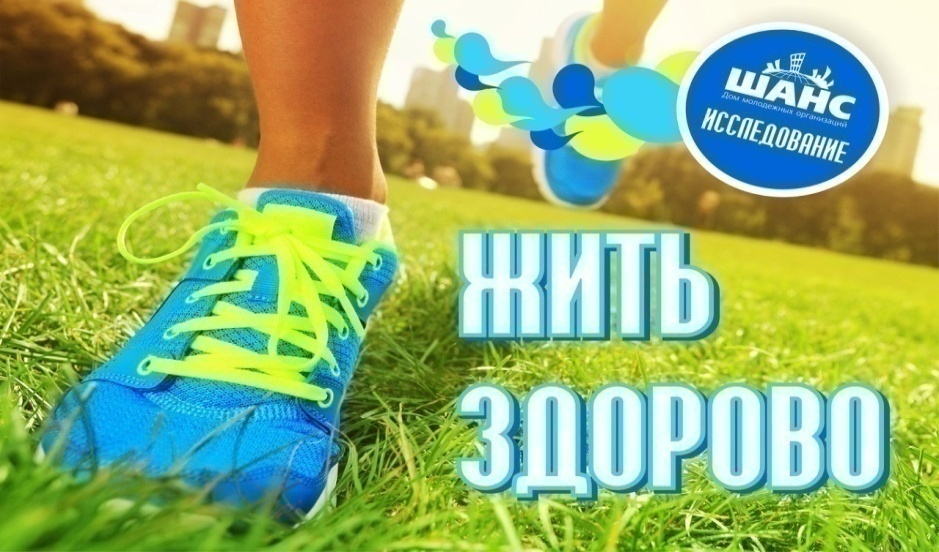 ШАНС
Дом молодежных организаций
ИССЛЕДОВАНИЕ
ЖИТЬ
ЗДОРОВО